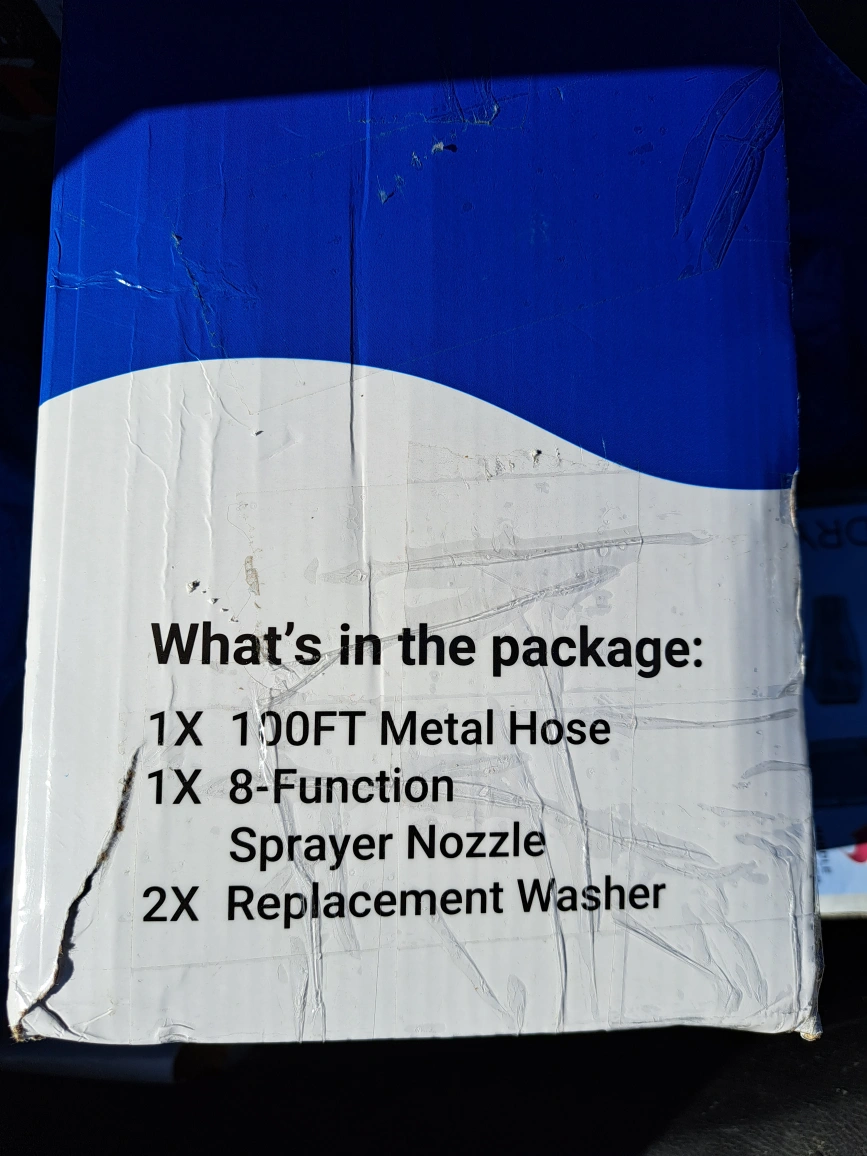 What's in the package:
1X 100FT Metal Hose
1X 8-Function
Sprayer Nozzle
2X Replacement Washer